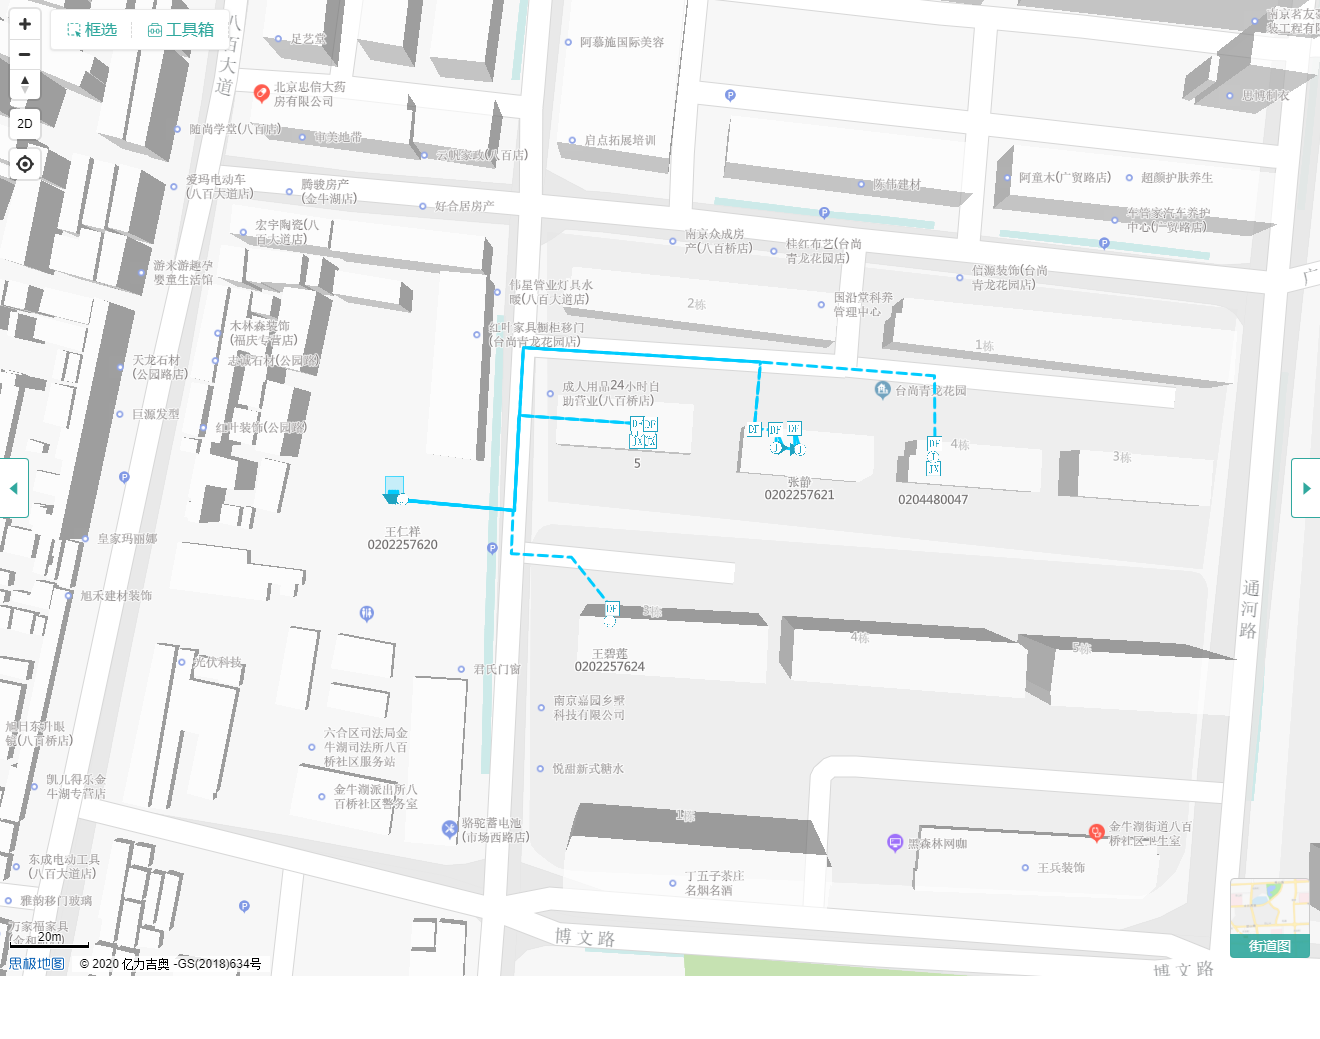 框选
工具箱
2D
八百大道
足艺堂
阿慕施国际美容
北京忠信大药
房有限公司
随尚学堂(八百店)
审美地带
云帆家政(八百店)
启点拓展培训
思博制衣
爱玛电动车
(八百大道店)
腾骏房产
(金牛湖店)
好合居房产
陈伟建材
阿童木(广贸路店)
超颜护肤养生
车管家汽车养护
中心(广贸路店)
宏宇陶瓷(八
百大道店)
南京众成房
产(八百桥店)
桂红布艺(台尚
青龙花园店)
信源装饰(台尚
青龙花园店)
广
游来游趣孕
婴童生活馆
伟星管业灯具水
暖(八百大道店)
2栋
国沿堂科养
管理中心
木林森装饰
(福庆专营店)
红叶家具橱柜移门
(台尚青龙花园店)
1栋
天龙石材
(公园路店)
志诚石材(公园路)
成人用品24小时自
助营业(八百桥店)
台尚青龙花园
巨源发型
红叶装饰(公园路)
DF
DF
JX
JX
5
DF
DF
DF
张静
0202257621
4栋
DF
JX
0204480047
3栋
王仁祥
0202257620
皇家玛丽娜
旭禾建材装饰
DF
3栋
王碧莲
0202257624
4栋
5栋
通河路
光伏科技
君氏门窗
南京嘉园乡墅
科技有限公司
旭日东升眼
镜(八百桥店)
六合区司法局金
牛湖司法所八百
桥社区服务站
悦甜新式糖水
凯儿得乐金
牛湖专营店
金牛湖派出所八
百桥社区警务室
骆驼蓄电池
(市场西路店)
1栋
黑森林网咖
金牛湖街道八百
桥社区卫生室
东成电动工具
(八百大道店)
丁五子茶庄
名烟名酒
王兵装饰
雅韵移门玻璃
万家福家具
20m
博文路
街道图
思极地图
© 2020 亿力吉奥 -GS(2018)634号
博文路